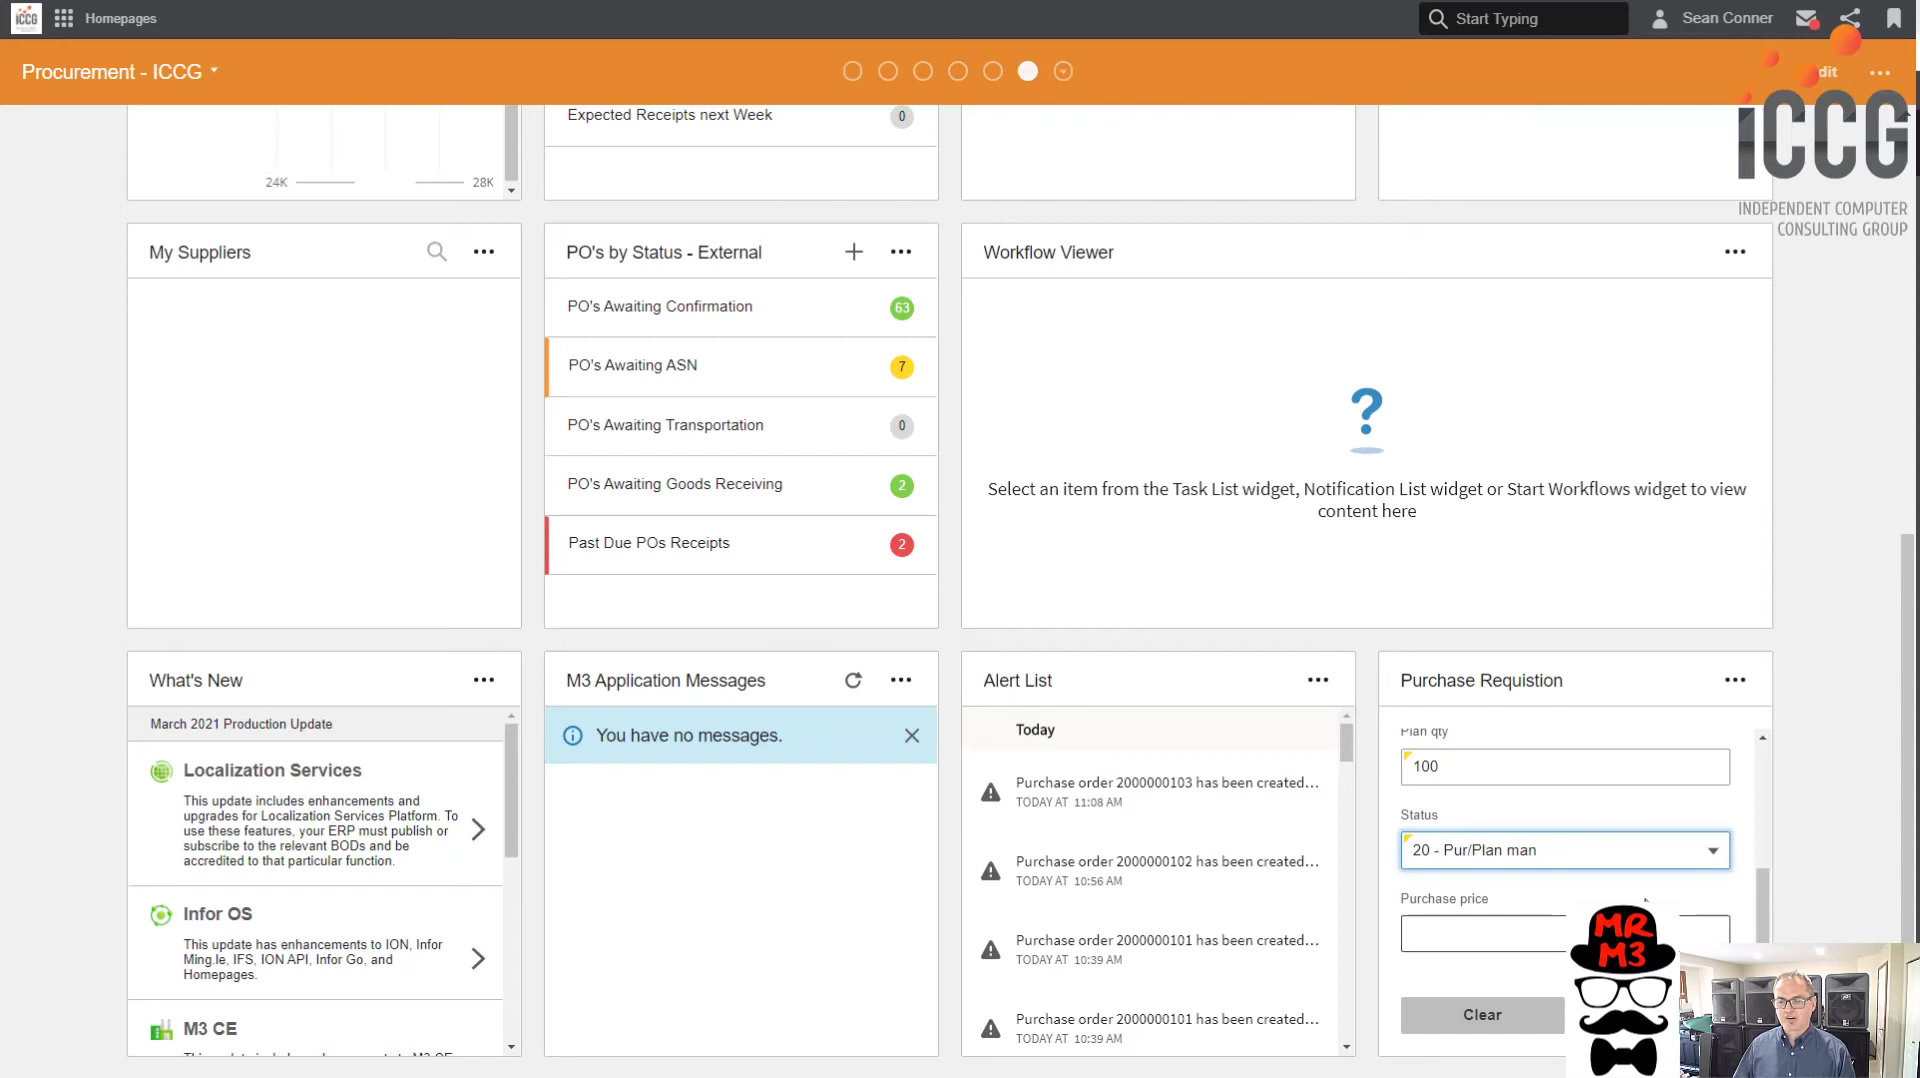 iCCG
Homepages
Start Typing
Sean Conner
Procurement - ICCG
dit
iCCG
INDEPENDENT COMPUTER
CONSULTING GROUP
24K
28K
Expected Receipts next Week
0
My Suppliers
PO's by Status - External
PO's Awaiting Confirmation
63
PO's Awaiting ASN
7
PO's Awaiting Transportation
0
PO's Awaiting Goods Receiving
2
Past Due POs Receipts
2
Workflow Viewer
?
Select an item from the Task List widget, Notification List widget or Start Workflows widget to view
content here
What's New
March 2021 Production Update
Localization Services
This update includes enhancements and
upgrades for Localization Services Platform. To
use these features, your ERP must publish or
subscribe to the relevant BODs and be
accredited to that particular function.
Infor OS
This update has enhancements to ION, Infor
Ming.le, IFS, ION API, Infor Go, and
Homepages.
M3 CE
M3 Application Messages
You have no messages.
Alert List
Today
Purchase order 2000000103 has been created...
TODAY AT 11:08 AM
Purchase order 2000000102 has been created...
TODAY AT 10:56 AM
Purchase order 2000000101 has been created...
TODAY AT 10:39 AM
Purchase order 2000000101 has been created...
TODAY AT 10:39 AM
Purchase Requistion
Plan qty
100
Status
20 - Pur/Plan man
Purchase price
Clear
MR
M3